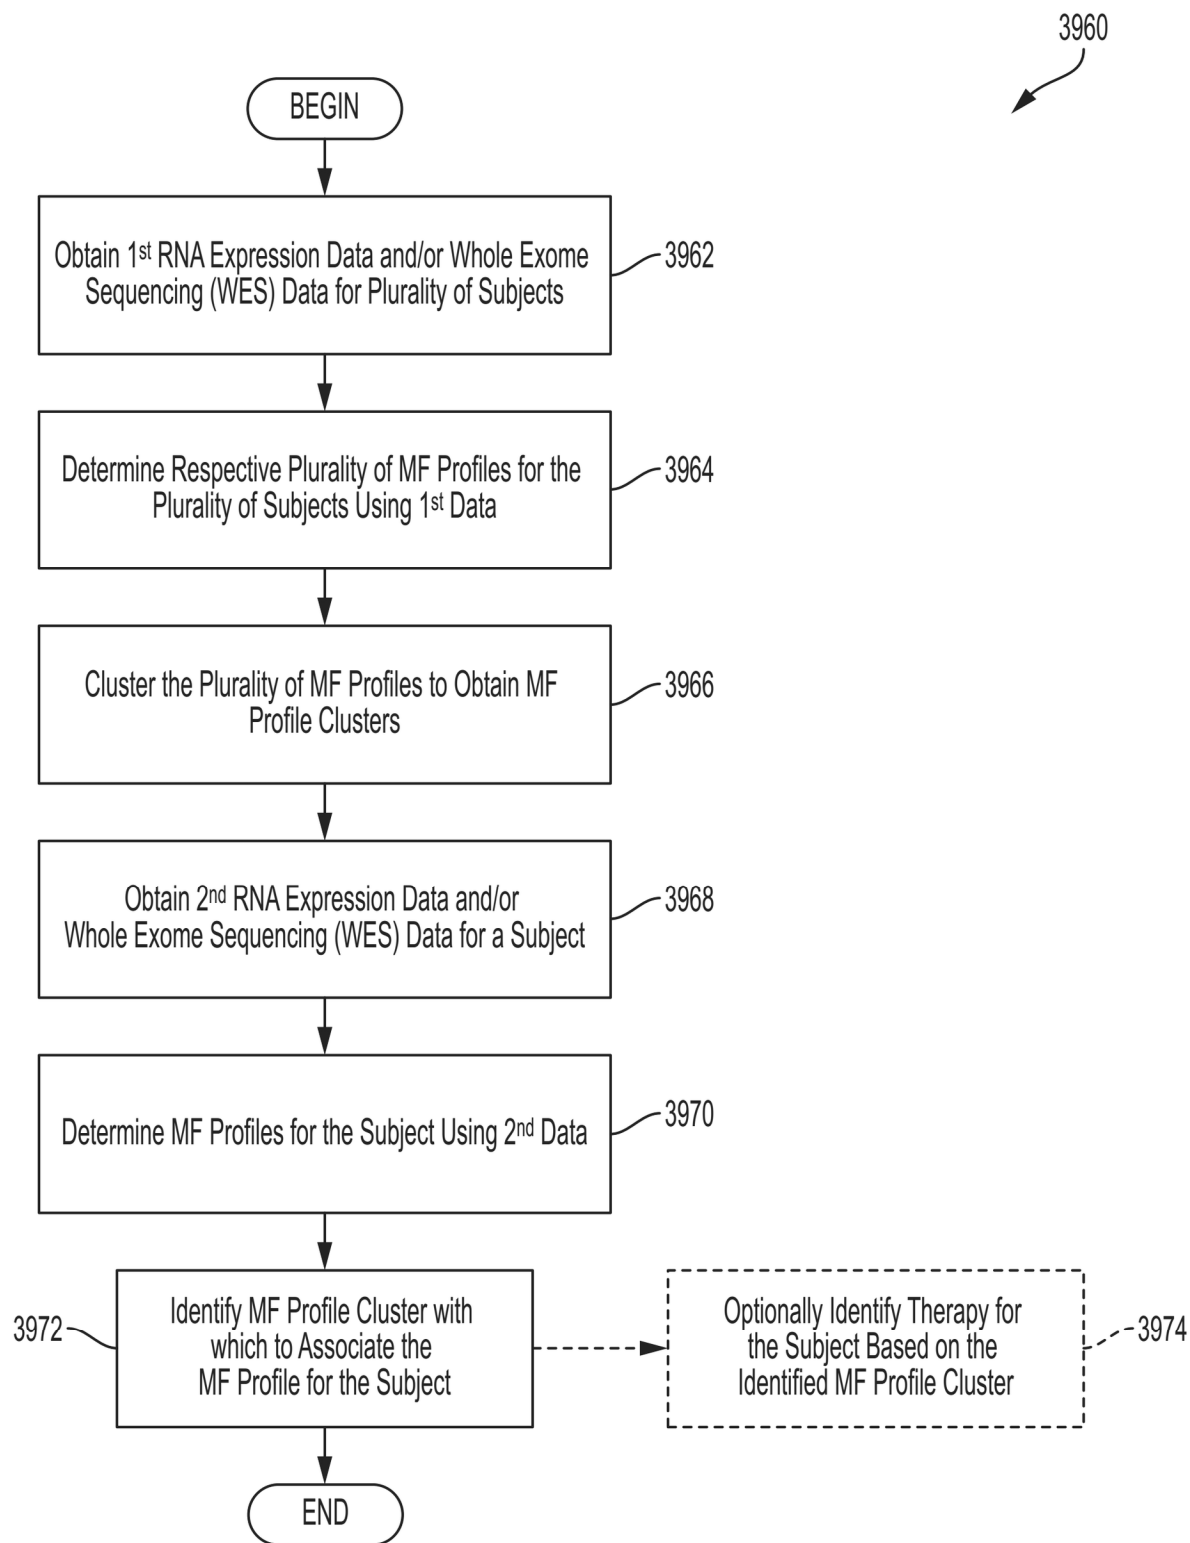 3960
BEGIN
Obtain 1st RNA Expression Data and/or Whole Exome
Sequencing (WES) Data for Plurality of Subjects
3962
Determine Respective Plurality of MF Profiles for the
Plurality of Subjects Using 1st Data
3964
Cluster the Plurality of MF Profiles to Obtain MF
Profile Clusters
3966
Obtain 2nd RNA Expression Data and/or
Whole Exome Sequencing (WES) Data for a Subject
3968
Determine MF Profiles for the Subject Using 2nd Data
3970
3972
Identify MF Profile Cluster with
which to Associate the
MF Profile for the Subject
Optionally Identify Therapy for
the Subject Based on the
Identified MF Profile Cluster
3974
END